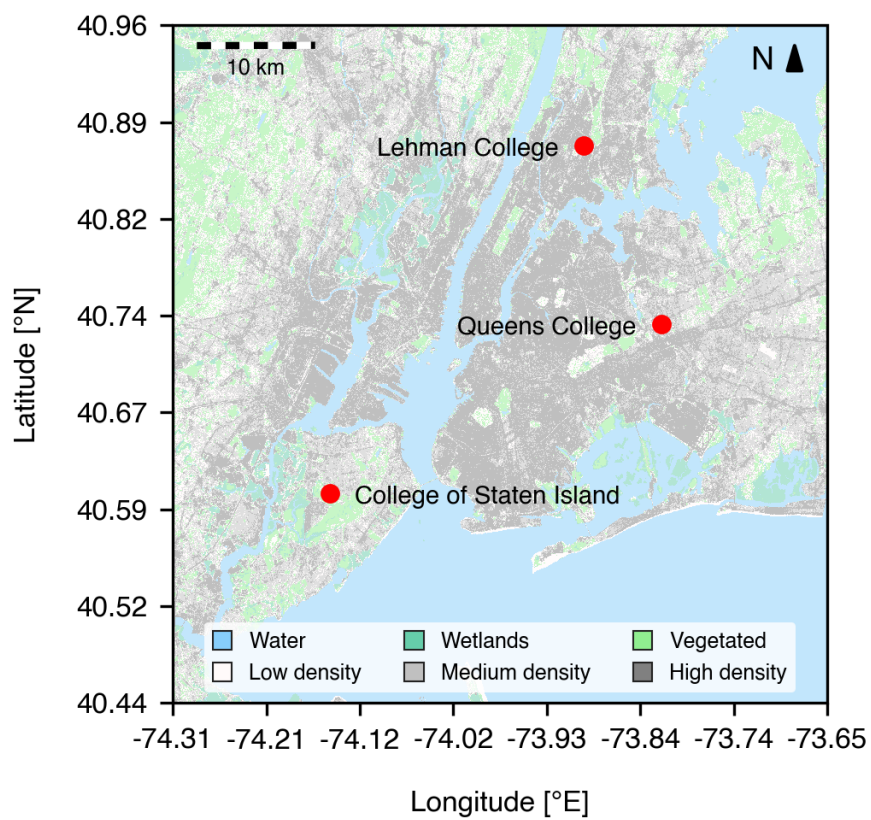 40.96
40.89
40.82
40.74
40.67
40.59
40.52
40.44
Latitude [°N]
10 km
N
Lehman College
Queens College
College of Staten Island
Water
Wetlands
Vegetated
Low density
Medium density
High density
-74.31 -74.21 -74.12 -74.02 -73.93 -73.84 -73.74 -73.65
Longitude [°E]